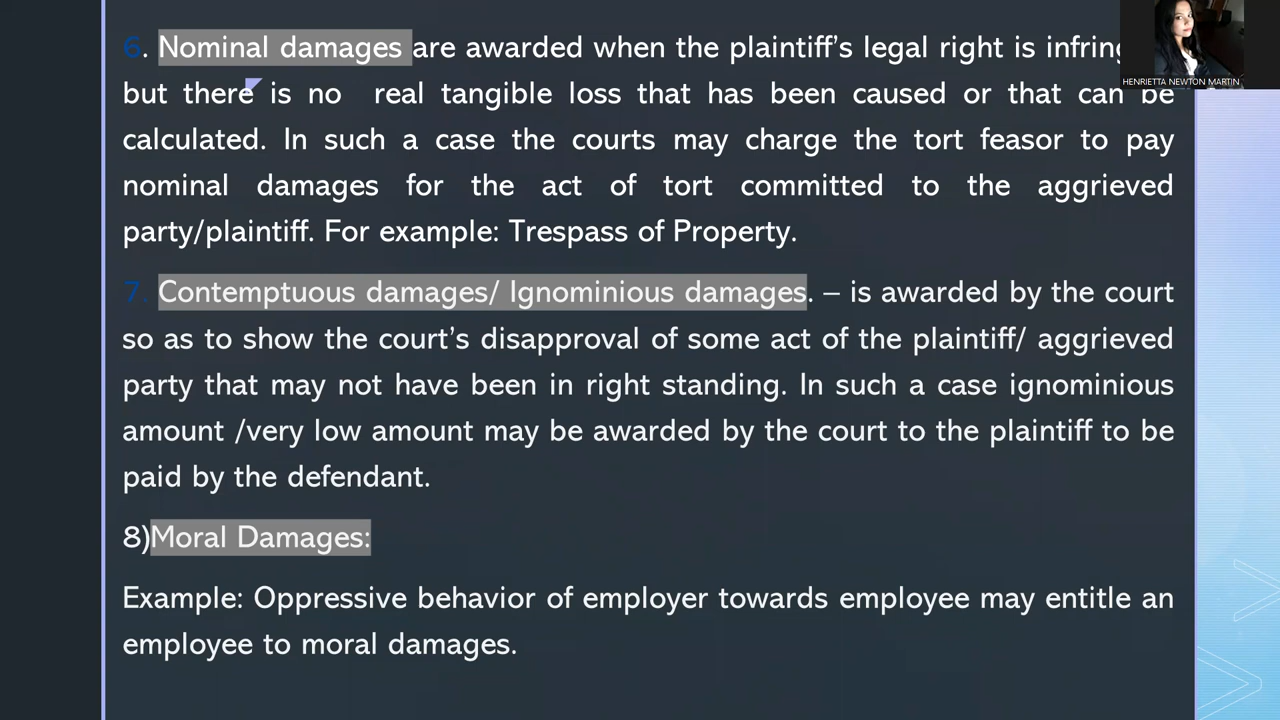 6. Nominal damages are awarded when the plaintiff's legal right is
HENRIETTA NEWTON MARTIN
but there is no real tangible loss that has been caused or that can be
calculated. In such a case the courts may charge the tort feasor to pay
nominal damages for the act of tort committed to the aggrieved
party/plaintiff. For example: Trespass of Property.
7. Contemptuous damages/ Ignominious damages. – is awarded by the court
so as to show the court's disapproval of some act of the plaintiff/ aggrieved
party that may not have been in right standing. In such a case ignominious
amount /very low amount may be awarded by the court to the plaintiff to be
paid by the defendant.
8)Moral Damages:
Example: Oppressive behavior of employer towards employee may entitle an
employee to moral damages.